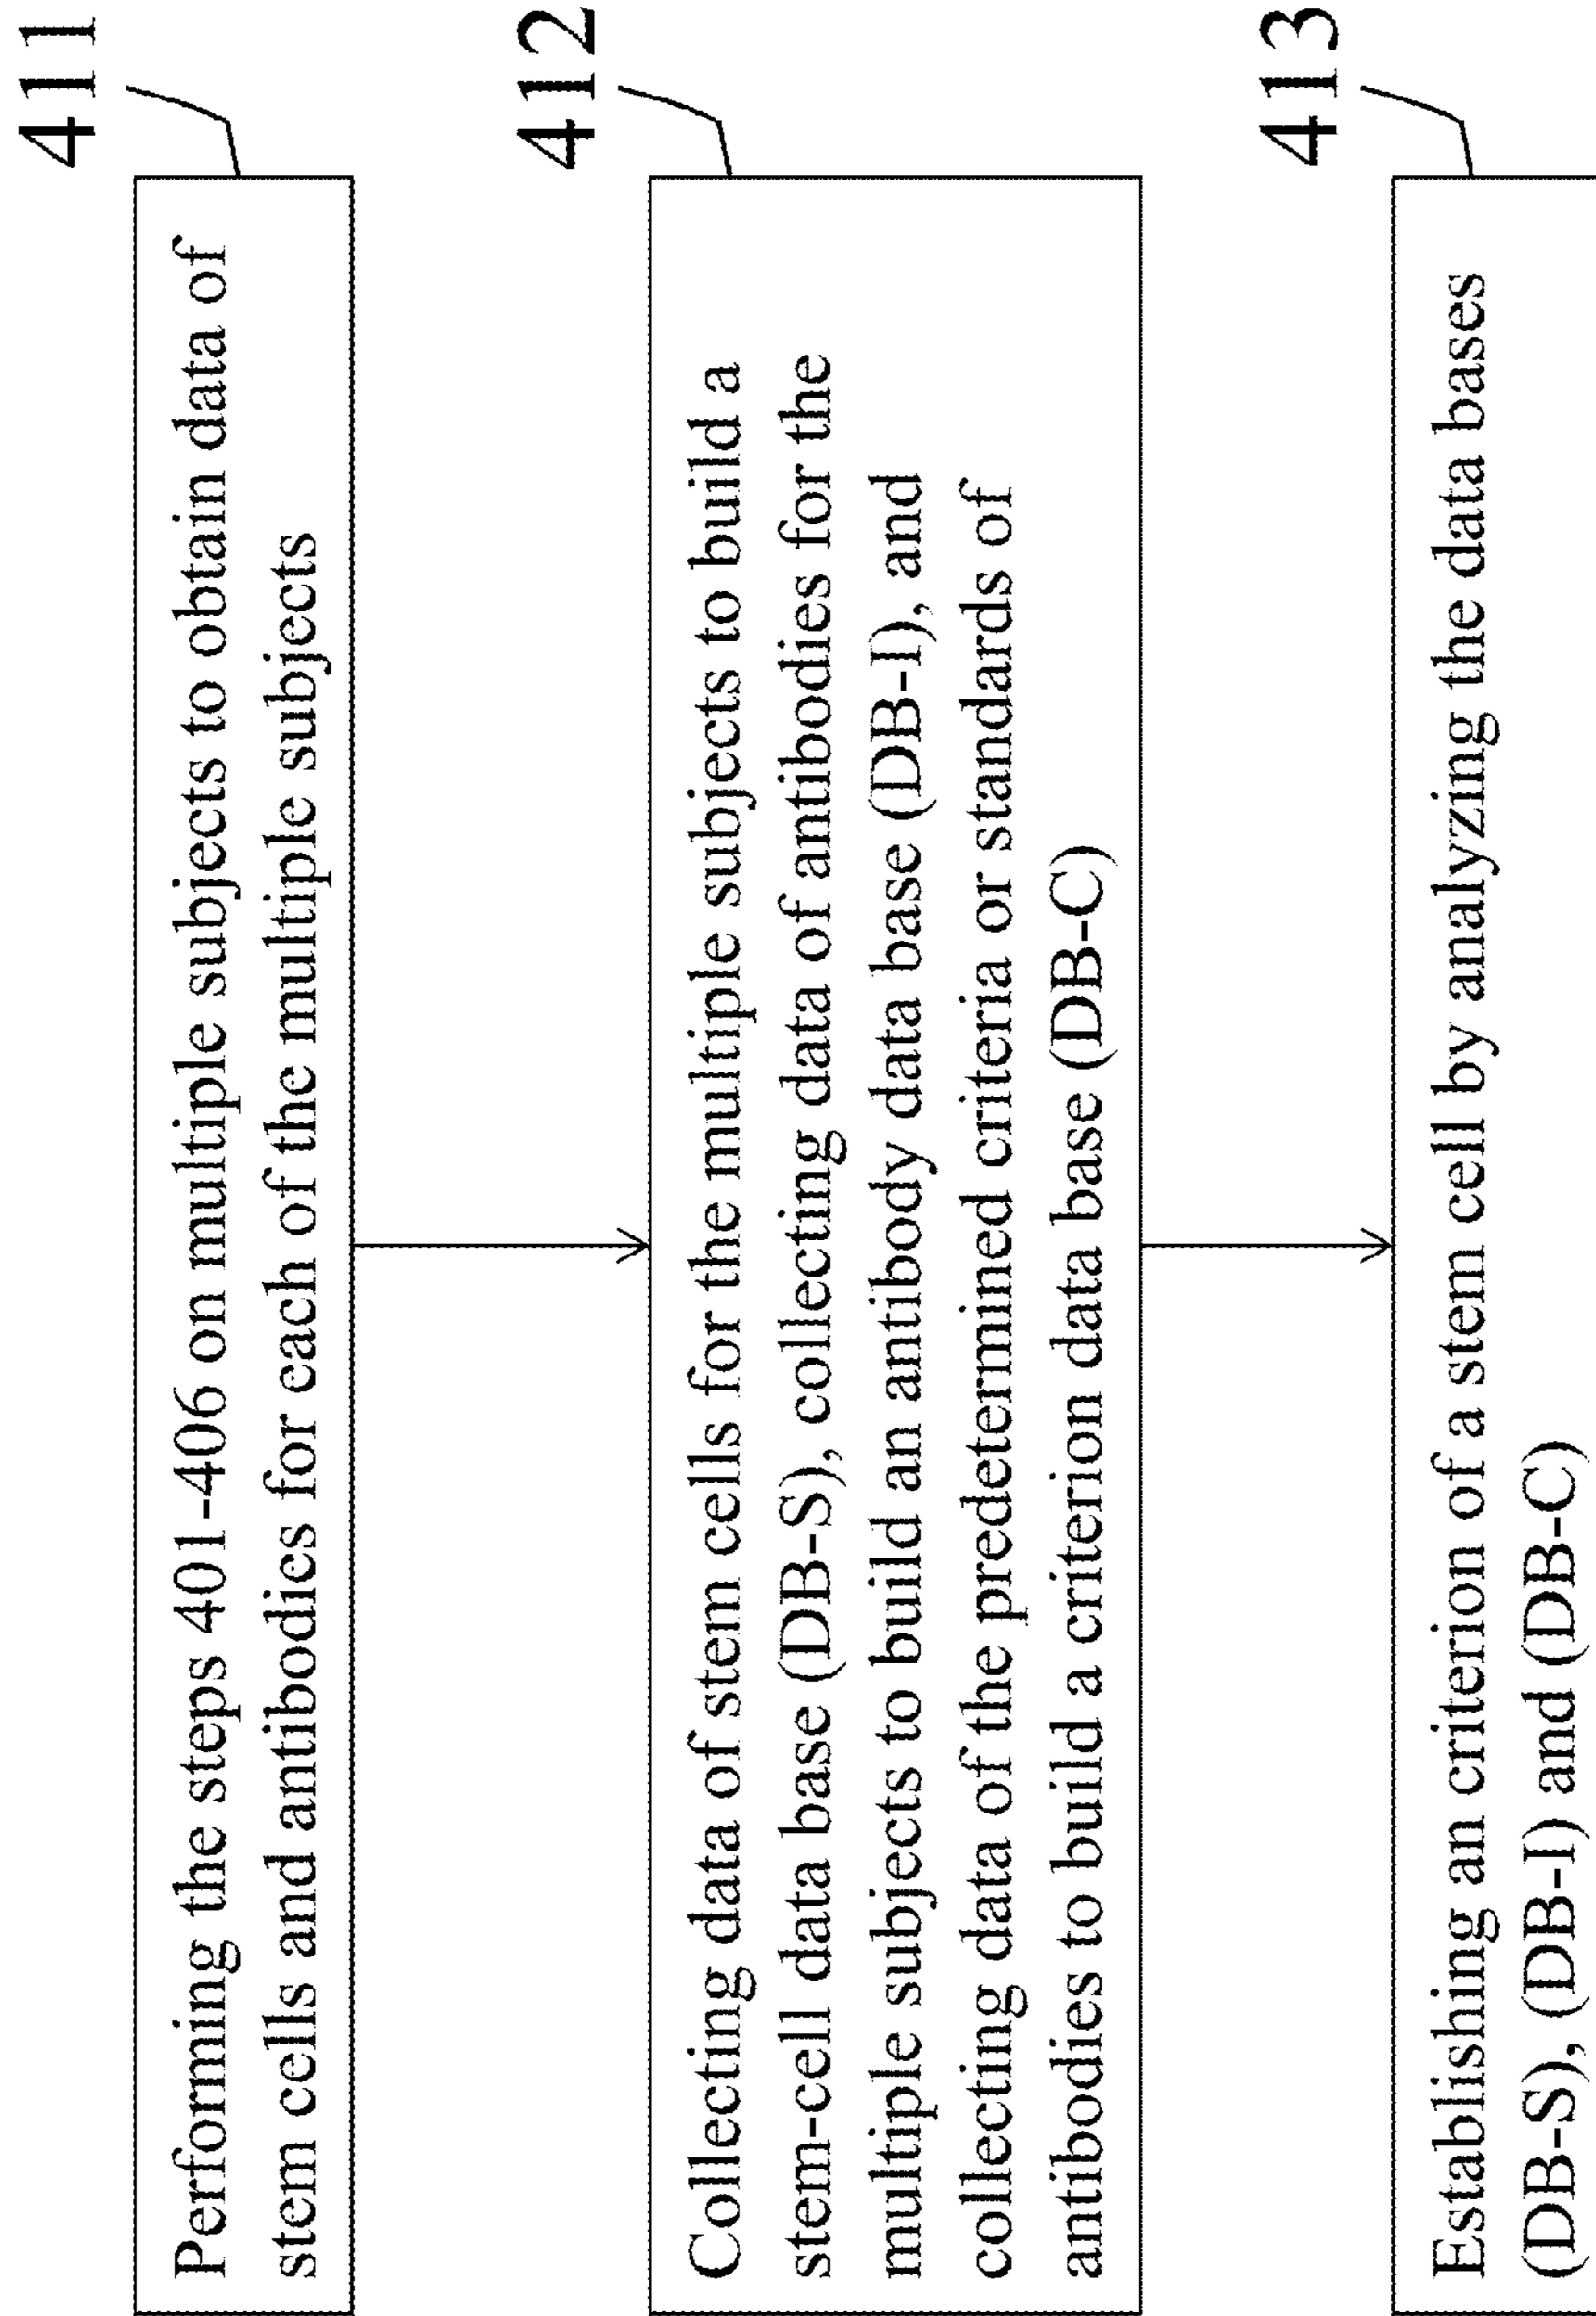 411
Performing the steps 401-406 on multiple subjects to obtain data of
stem cells and antibodies for each of the multiple subjects
412
Collecting data of stem cells for the multiple subjects to build a
stem-cell data base (DB-S), collecting data of antibodies for the
multiple subjects to build an antibody data base (DB-I), and
collecting data of the predetermined criteria or standards of
antibodies to build a criterion data base (DB-C)
413
Establishing an criterion of a stem cell by analyzing the data bases
(DB-S), (DB-I) and (DB-C)